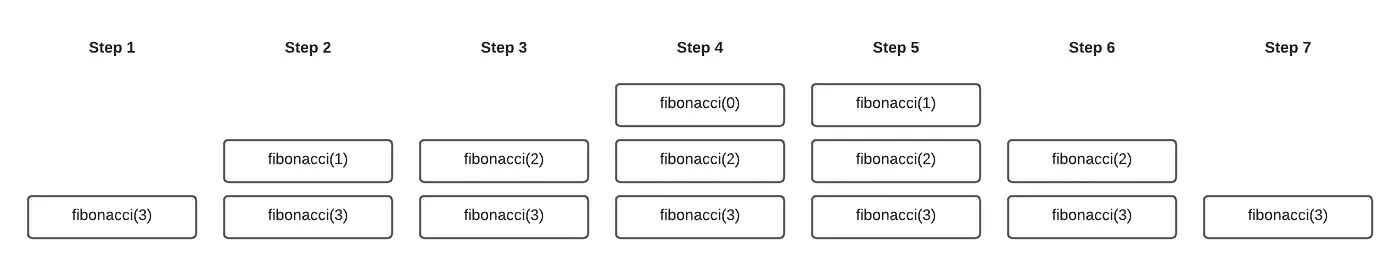 Step 1 Step 2 Step 3 Step 4 Step 5 Step 6 Step 7
fibonacci(0) fibonacci(1)
fibonacci(1) fibonacci(2) fibonacci(2) fibonacci(2) fibonacci(2)
fibonacci(3) fibonacci(3) fibonacci(3) fibonacci(3) fibonacci(3) fibonacci(3) fibonacci(3)